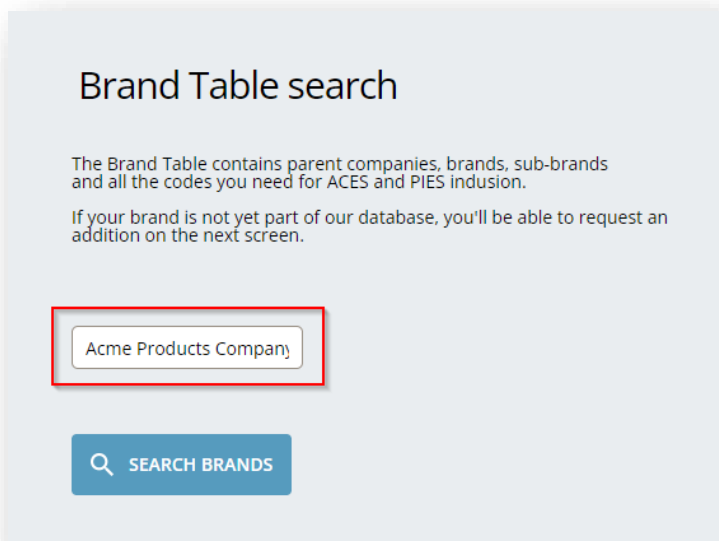 Brand Table search
The Brand Table contains parent companies, brands, sub-brands
and all the codes you need for ACES and PIES indusion.
If your brand is not yet part of our database, you'll be able to request an
addition on the next screen.
Acme Products Company
SEARCH BRANDS